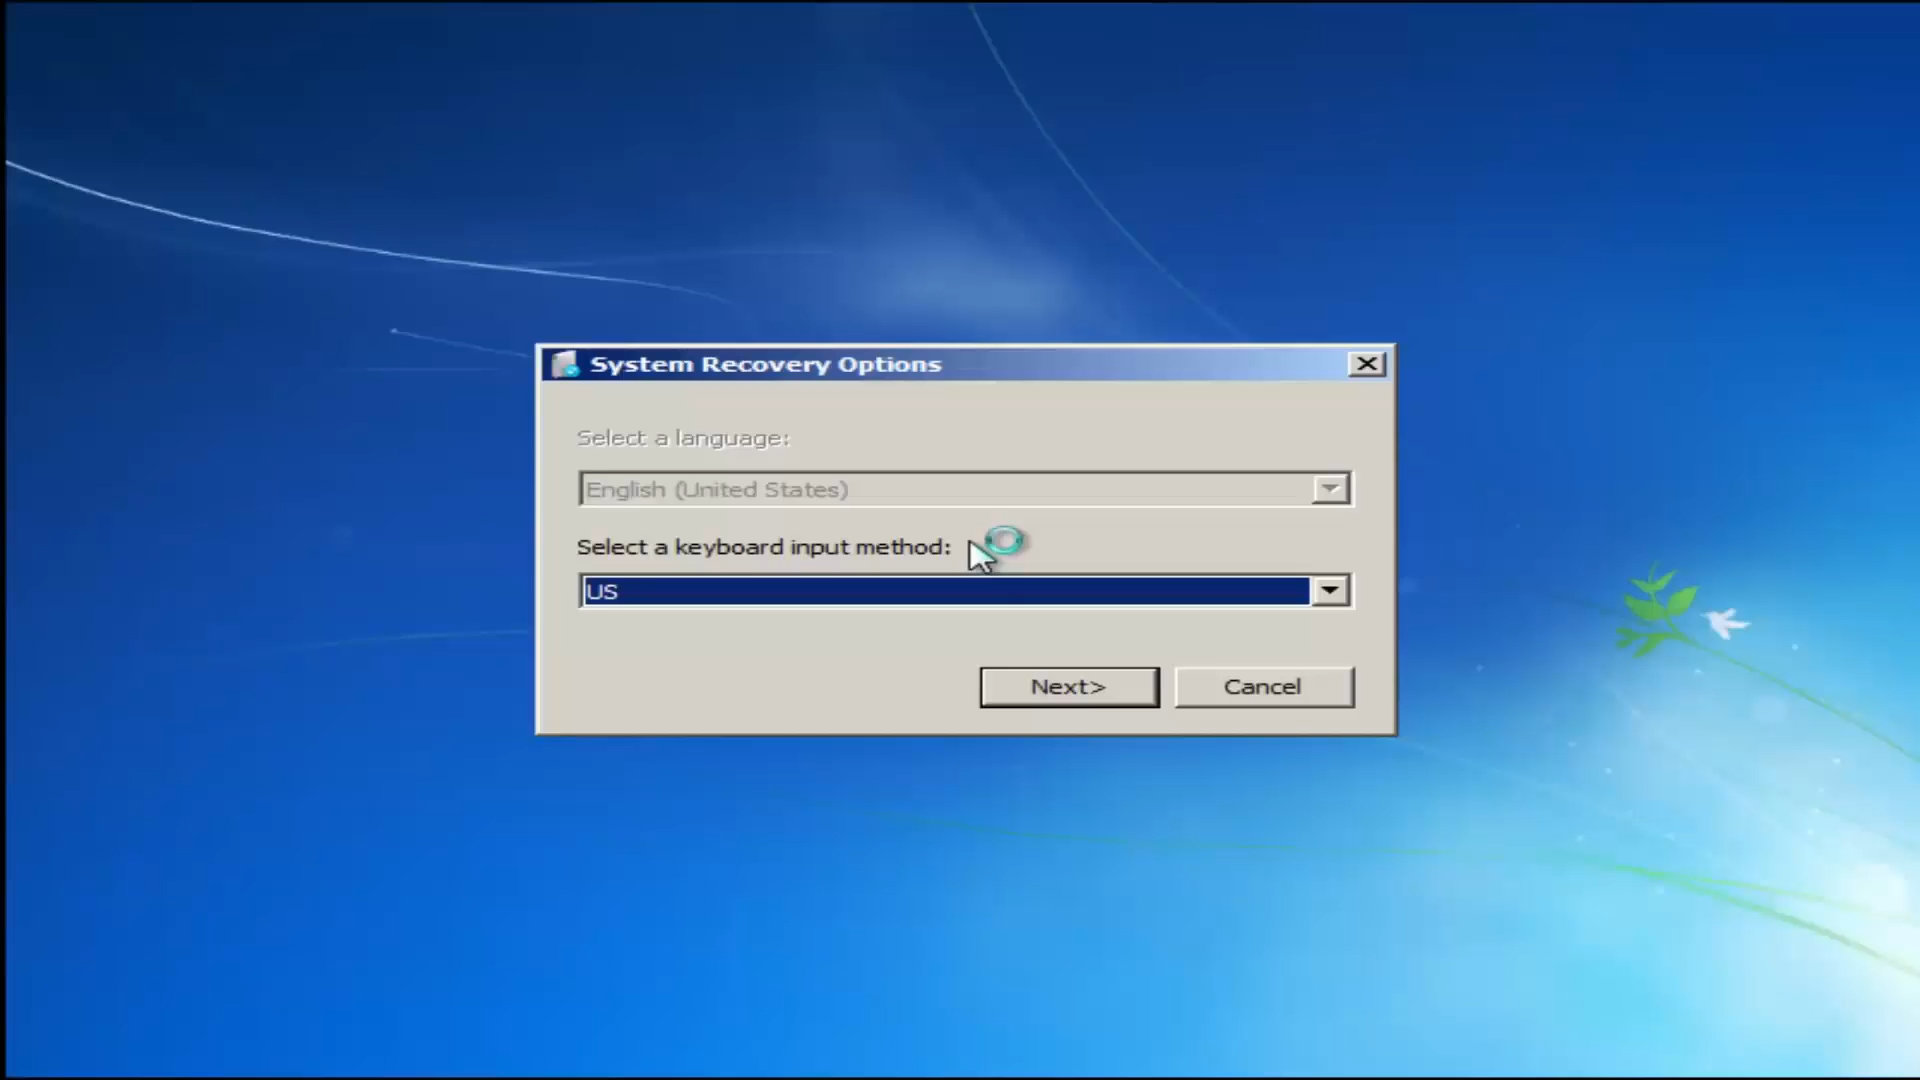 System Recovery Options
Select a language:
English (United States)
Select a keyboard input method:
US
Next>
Cancel